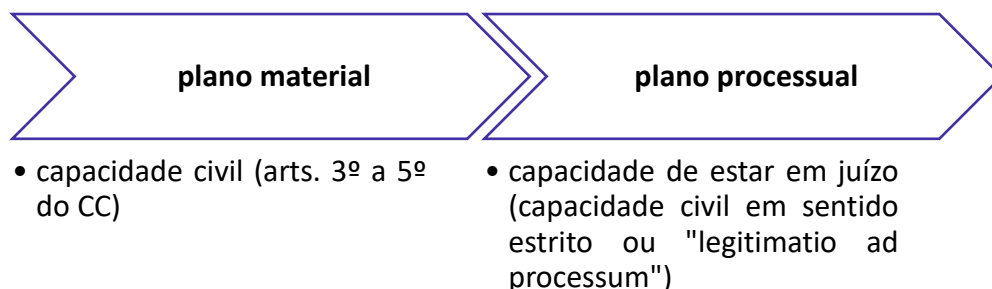 plano material
• capacidade civil (arts. 3º a 5º
do CC)
plano processual
• capacidade de estar em juízo
(capacidade civil em sentido
estrito ou "legitimatio ad
processum")